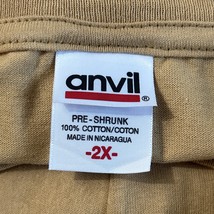 anvil®
PRE-SHRUNK
100% COTTON/COTON
MADE IN NICARAGUA
-2X-